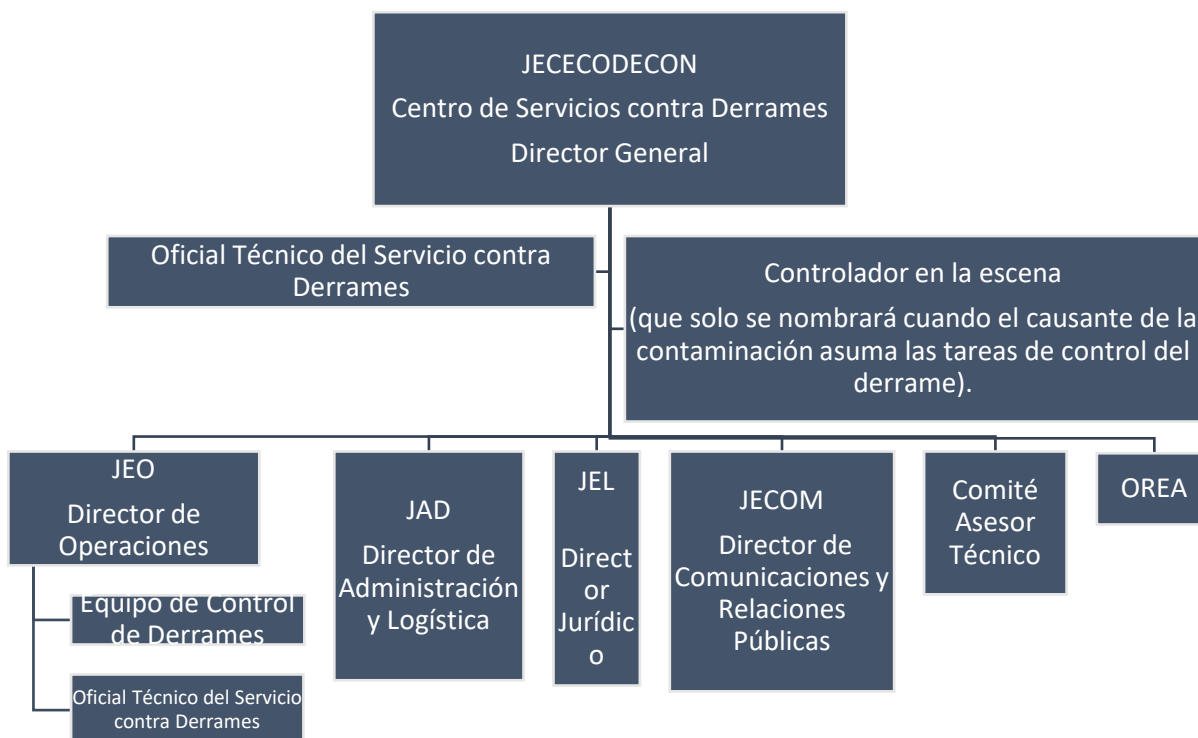 JECECODECON
Centro de Servicios contra Derrames
Director General
Oficial Técnico del Servicio contra
Derrames
Controlador en la escena
(que solo se nombrará cuando el causante de la
contaminación asuma las tareas de control del
derrame).
JEO
Director de
Operaciones
Equipo de Control
de Derrames
Oficial Técnico del Servicio
contra Derrames
JAD
Director de
Administración
y Logística
JEL
Direct
or
Jurídic
o
JECOM
Director de
Comunicaciones y
Relaciones
Públicas
Comité
Asesor
Técnico
OREA